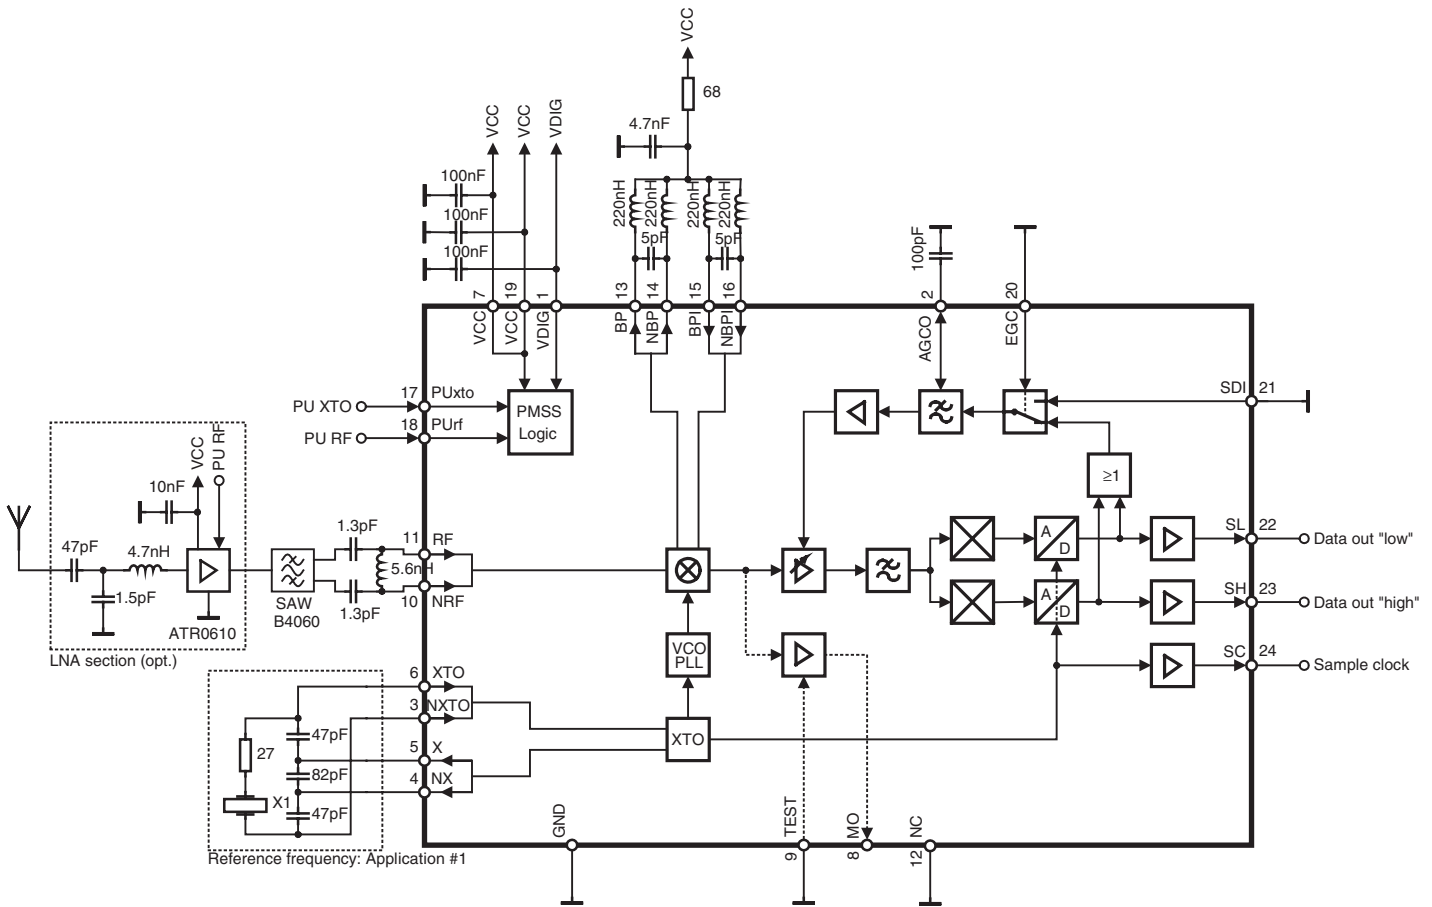 VCC
68
4.7nF
VCC
VCC
VDIG
100nF
100nF
100nF
220nH
220nH
220nH
220nH
5pF
5pF
100pF
7
19
1
13
14
15
16
2
20
VCC
VCC
VDIG
BP
NBP
BPI
NBPI
AGCO
EGC
SDI
21
PU XTO
17
PUxto
PU RF
18
PUrf
PMSS
Logic
VCC
PU RF
10nF
47pF
4.7nH
1.5pF
ATR0610
LNA section (opt.)
SAW
B4060
1.3pF
1.3pF
5.6nH
11
RF
10
NRF
≥1
A
D
A
D
SL
22
Data out "low"
SH
23
Data out "high"
SC
24
Sample clock
VCO
PLL
XTO
6
XTO
3
NXTO
5
X
4
NX
47pF
27
82pF
X1
47pF
Reference frequency: Application #1
GND
TEST
MO
NC
9
8
12